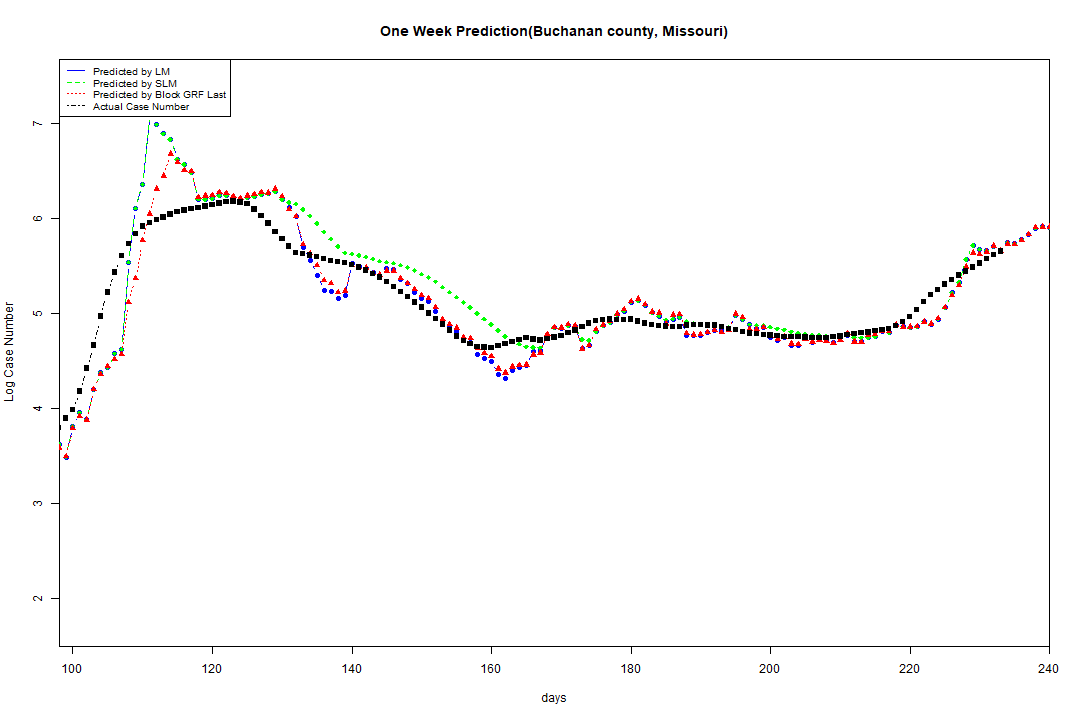 One Week Prediction(Buchanan county, Missouri)
Predicted by LM
Predicted by SLM
Predicted by Block GRF Last
Actual Case Number
7
6
5
4
3
2
Log Case Number
100 120 140 160 180 200 220 240
days